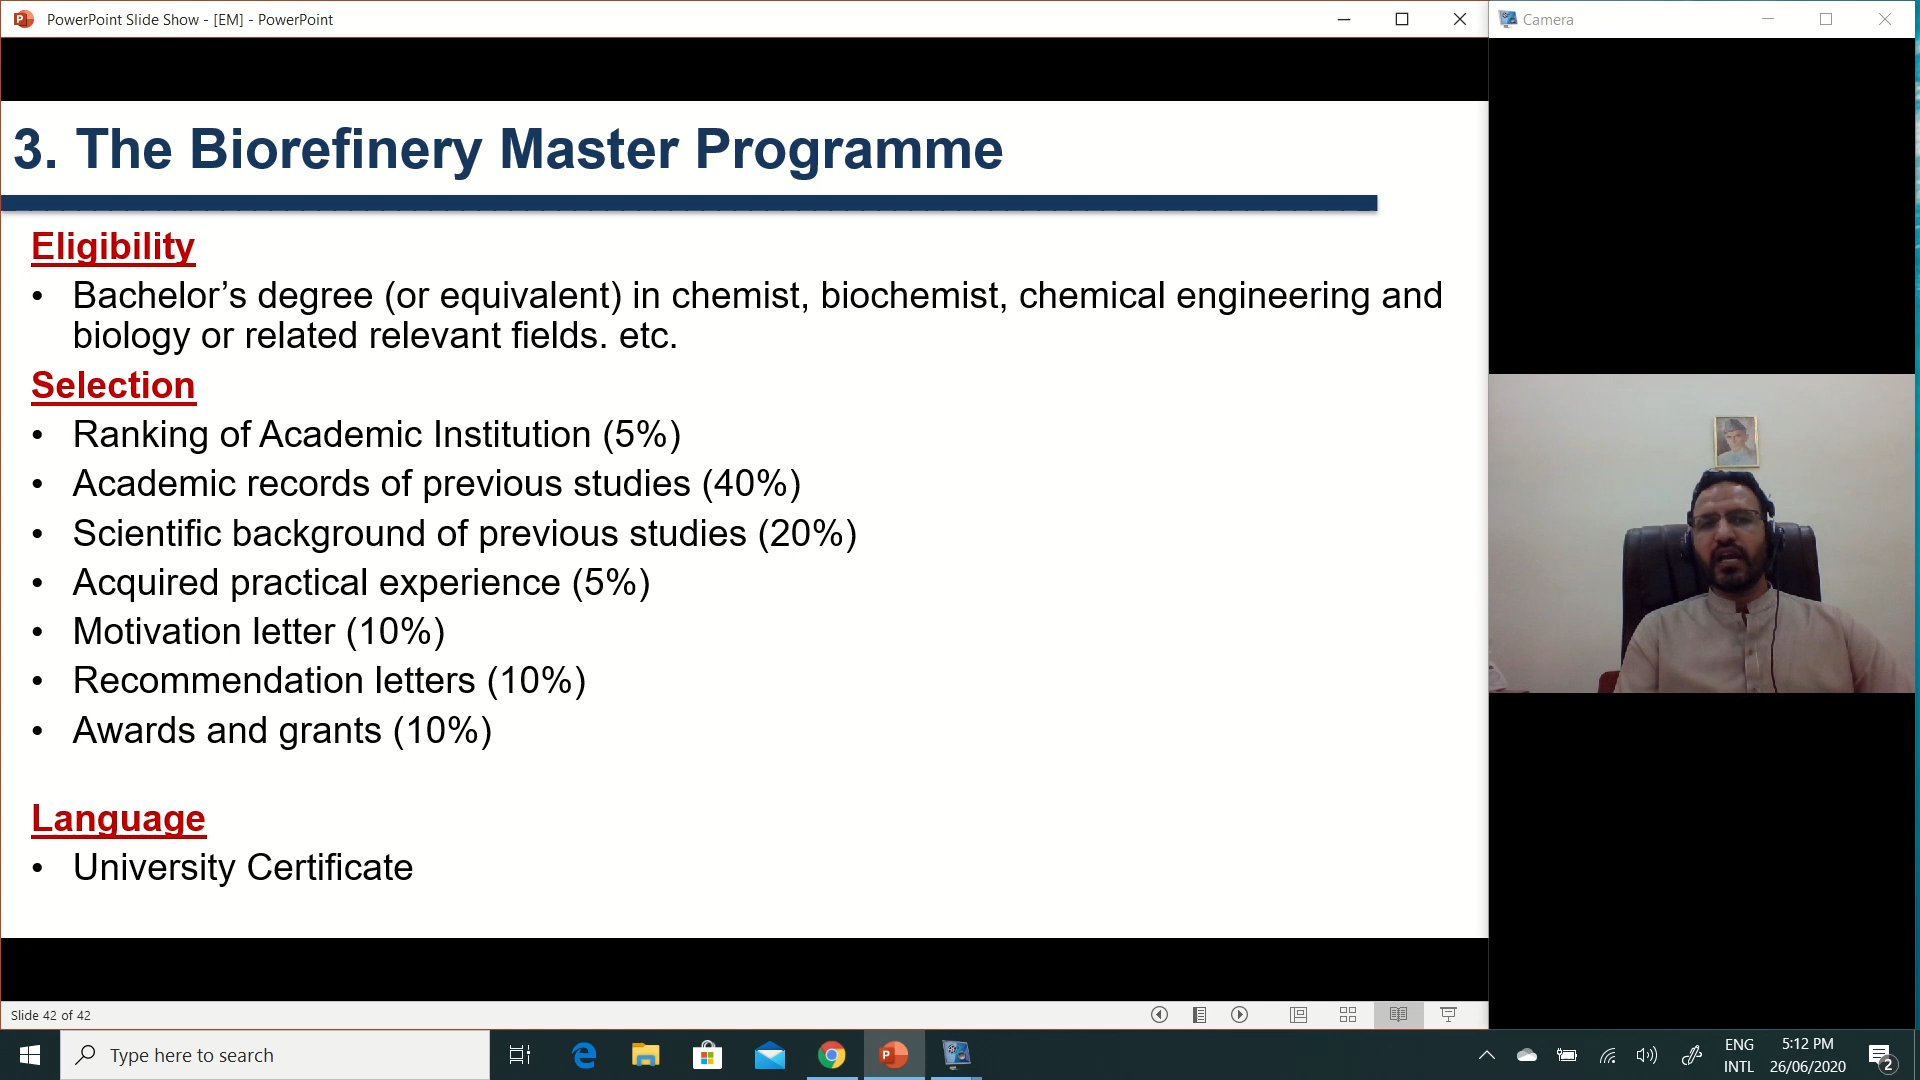 PowerPoint Slide Show - [EM] - PowerPoint
Camera
3. The Biorefinery Master Programme
Eligibility
• Bachelor’s degree (or equivalent) in chemist, biochemist, chemical engineering and
biology or related relevant fields. etc.
Selection
• Ranking of Academic Institution (5%)
• Academic records of previous studies (40%)
• Scientific background of previous studies (20%)
• Acquired practical experience (5%)
• Motivation letter (10%)
• Recommendation letters (10%)
• Awards and grants (10%)
Language
• University Certificate
Slide 42 of 42
Type here to search
ENG
INTL
5:12 PM
26/06/2020
2